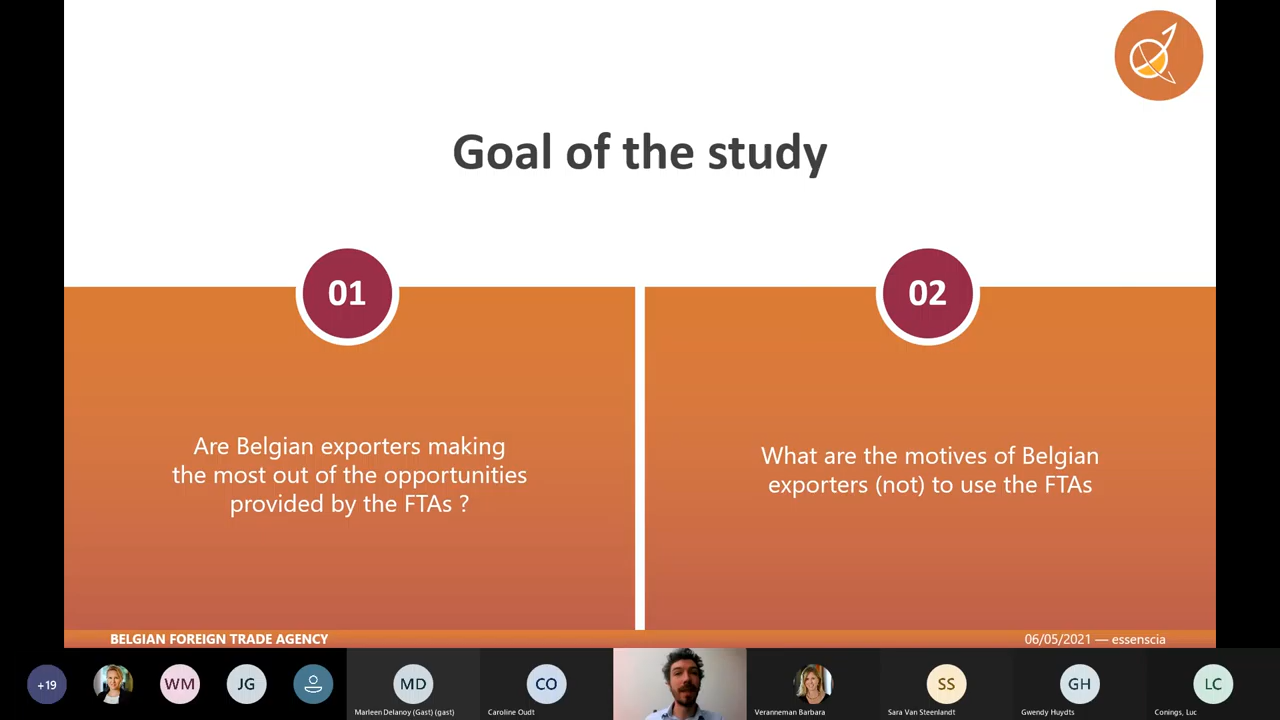 Goal of the study
01
02
Are Belgian exporters making
the most out of the opportunities
provided by the FTAs ?
What are the motives of Belgian
exporters (not) to use the FTAs
BELGIAN FOREIGN TRADE AGENCY
06/05/2021 — essenscia
+19
WM
JG
MD
CO
SS
GH
LC
Marleen Delanoy (Gast) (gast)
Caroline Oudt
Veranneman Barbara
Sara Van Steenlandt
Gwendy Huydts
Conings, Luc